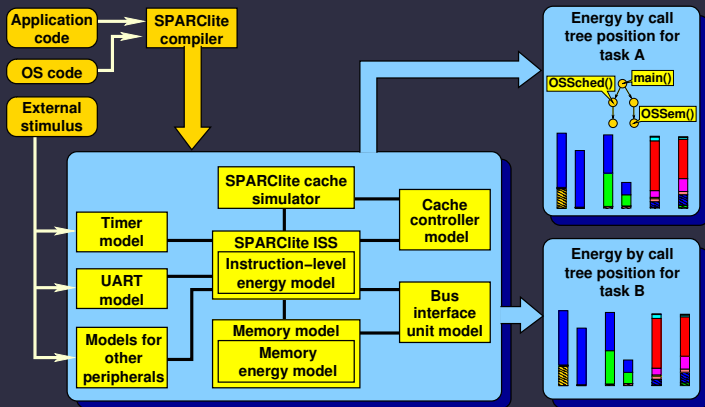 Application
code
OS code
External
stimulus
SPARClite
compiler
SPARClite cache
simulator
Cache
controller
model
Timer
model
SPARClite ISS
Instruction−level
energy model
UART
model
Bus
interface
unit model
Models for
other
peripherals
Memory model
Memory
energy model
Energy by call
tree position for
task A
main()
OSSched()
OSSem()
Energy by call
tree position for
task B